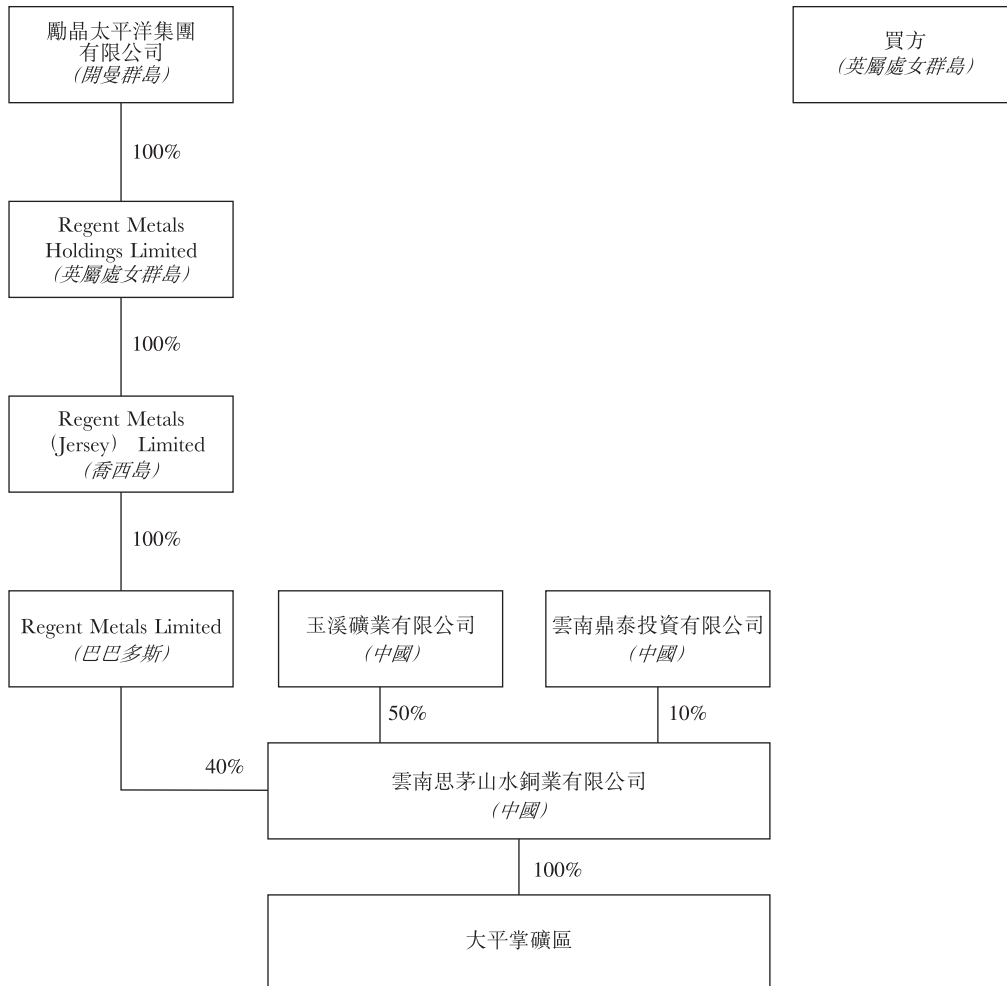 勵晶太平洋集團
有限公司
（開曼群島）
買方
（英屬處女群島）
100%
Regent Metals
Holdings Limited
（英屬處女群島）
100%
Regent Metals
（Jersey） Limited
（喬西島）
100%
Regent Metals Limited
（巴巴多斯）
玉溪礦業有限公司
（中國）
雲南鼎泰投資有限公司
（中國）
50%
10%
40%
雲南思茅山水銅業有限公司
（中國）
100%
大平掌礦區